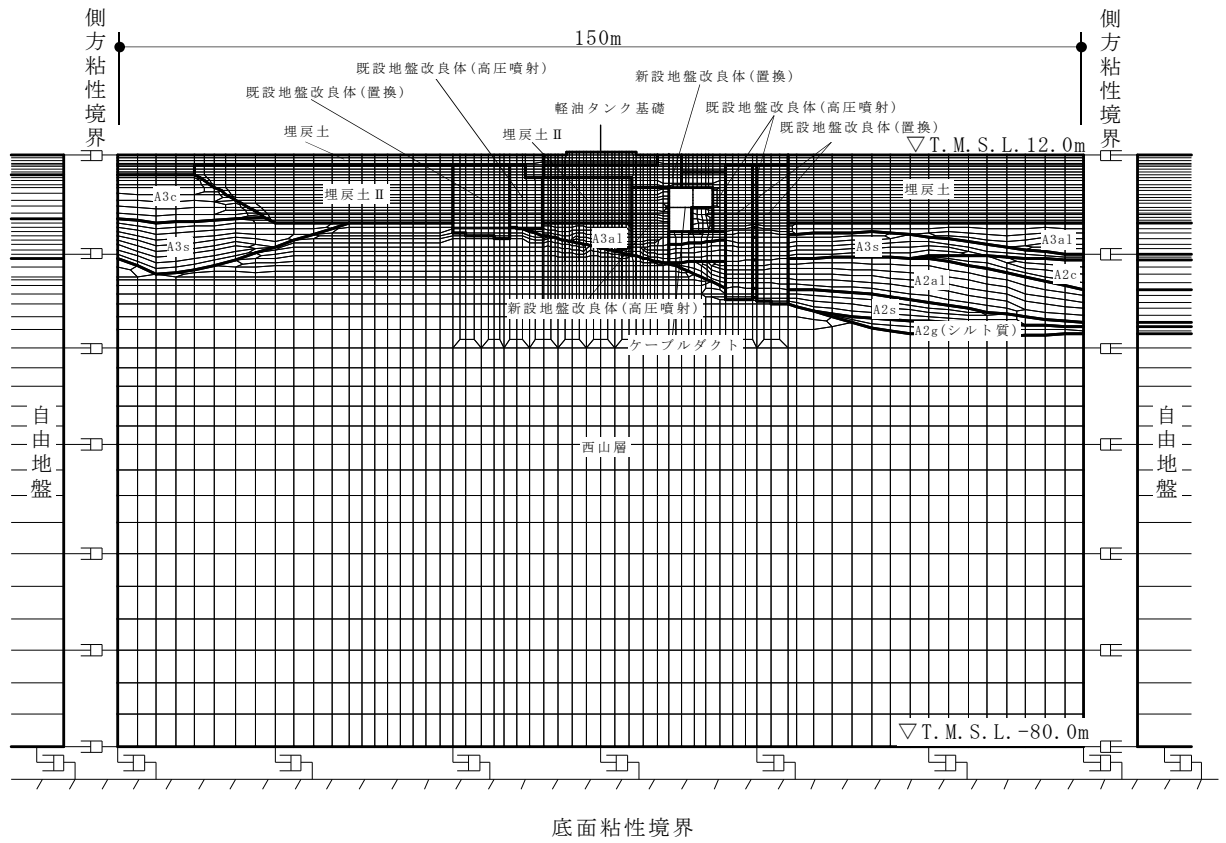 側方粘性境界
側方粘性境界
150m
既設地盤改良体(高圧噴射)
新設地盤改良体(置換)
既設地盤改良体(置換)
軽油タンク基礎
既設地盤改良体(高圧噴射)
埋戻土
埋戻土Ⅱ
既設地盤改良体(置換)
▽T.M.S.L.12.0m
A3c
埋戻土Ⅱ
埋戻土
A3s
A3al
A3s
A3al
A2al
A2c
新設地盤改良体(高圧噴射)
A2s
A2g(シルト質)
ケーブルダクト
自由地盤
西山層
自由地盤
▽T.M.S.L.-80.0m
底面粘性境界